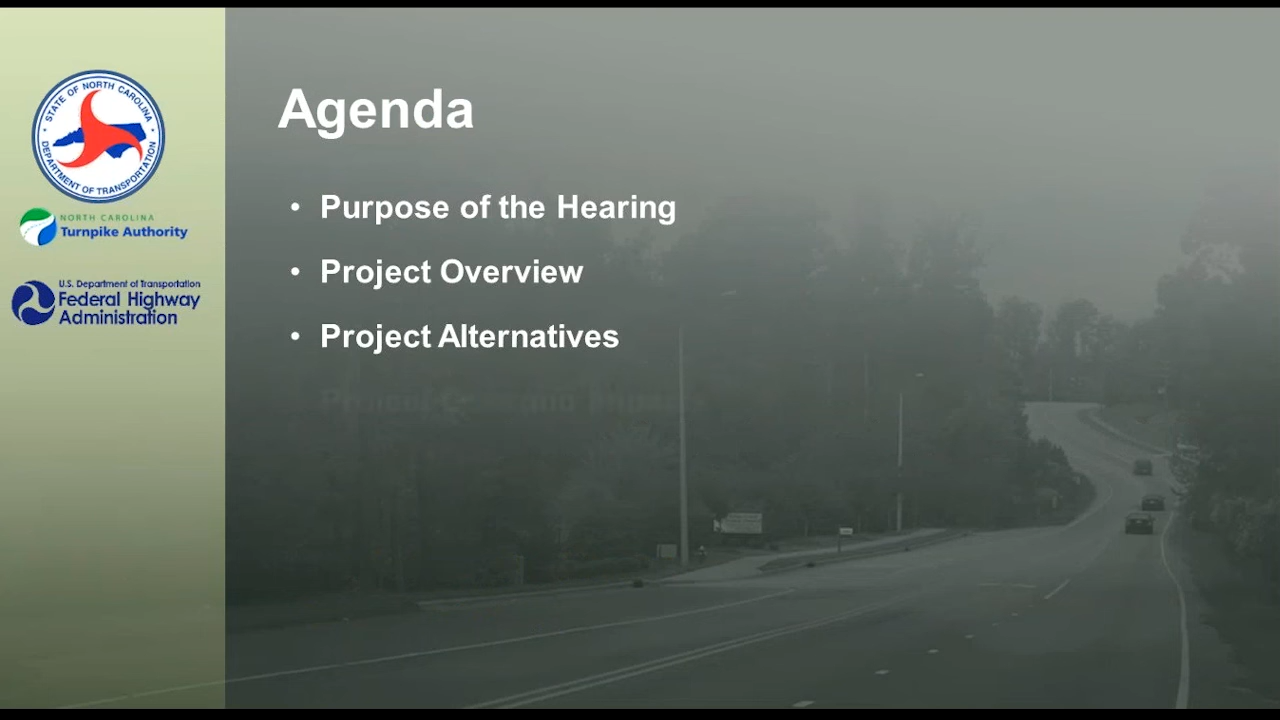 STATE OF NORTH CAROLINA
DEPARTMENT OF TRANSPORTATION
NORTH CAROLINA
Turnpike Authority
U.S. Department of Transportation
Federal Highway
Administration
Agenda
• Purpose of the Hearing
• Project Overview
• Project Alternatives